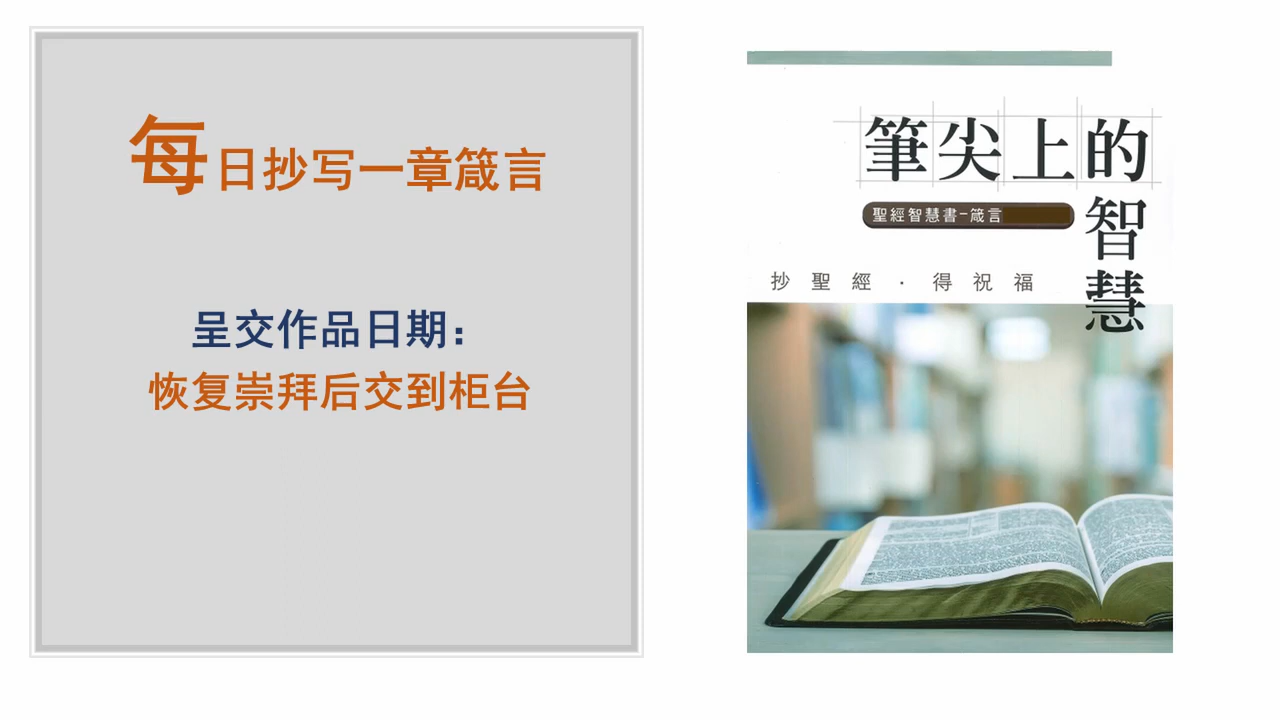 每日抄写一章箴言
呈交作品日期：
恢复崇拜后交到柜台
筆尖上的
智慧
聖經智慧書-箴言
抄聖經·得祝福